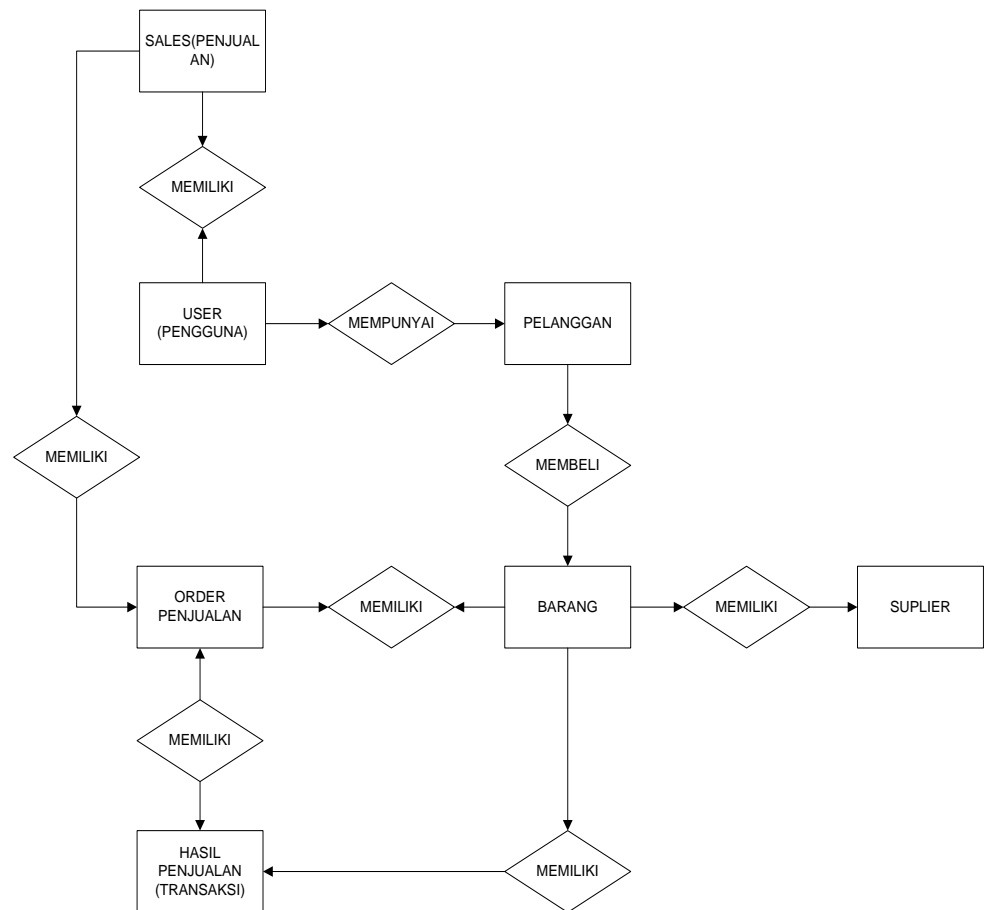 SALES(PENJUAL
AN)
MEMILIKI
USER
(PENGGUNA)
MEMPUNYAI
PELANGGAN
MEMILIKI
MEMBELI
ORDER
PENJUALAN
MEMILIKI
BARANG
MEMILIKI
SUPLIER
MEMILIKI
HASIL
PENJUALAN
(TRANSAKSI)
MEMILIKI